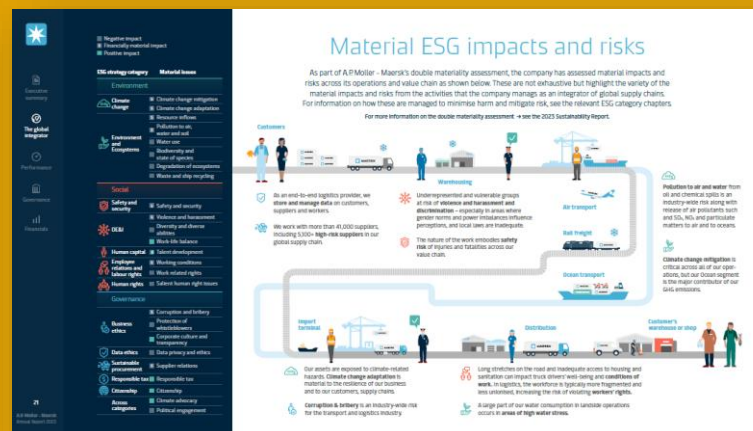 Executive
summary
The global
integrator
Performance
Governance
Financials
21
A.P. Moller - Maersk
Annual Report 2023
Negative impact
Financially material impact
Positive impact
ESG strategy category
Material issues
Environment
Climate
change
Climate change mitigation
Climate change adaptation
Environment
and
Ecosystems
Resource inflows
Pollution to air,
water and soil
Water use
Biodiversity and
state of species
Degradation of ecosystems
Waste and ship recycling
Social
Safety and
security
Safety and security
DE&I
Violence and harassment
Diversity and diverse
abilities
Work-life balance
Human capital
Talent development
Employee
relations and
labour rights
Working conditions
Work related rights
Human rights
Salient human right issues
Governance
Business
ethics
Corruption and bribery
Protection of
whistleblowers
Corporate culture and
transparency
Data ethics
Data privacy and ethics
Sustainable
procurement
Supplier relations
Responsible tax
Responsible tax
Citizenship
Citizenship
Across
categories
Climate advocacy
Political engagement
Material ESG impacts and risks
As part of A.P. Moller - Maersk's double materiality assessment, the company has assessed material impacts and
risks across its operations and value chain as shown below. These are not exhaustive but highlight the variety of the
material impacts and risks from the activities that the company manages as an integrator of global supply chains.
For information on how these are managed to minimise harm and mitigate risk, see the relevant ESG category chapters.
For more information on the double materiality assessment → see the 2023 Sustainability Report.
Customers
MAERSK
Warehousing
Air transport
Rail freight
Ocean transport
As an end-to-end logistics provider, we
store and manage data on customers,
suppliers and workers.
We work with more than 41,000 suppliers,
including 5,100+ high-risk suppliers in our
global supply chain.
Underrepresented and vulnerable groups
at risk of violence and harassment and
discrimination – especially in areas where
gender norms and power imbalances influence
perceptions, and local laws are inadequate.
The nature of the work embodies safety
risk of injuries and fatalities across our
value chain.
Pollution to air and water from
oil and chemical spills is an
industry-wide risk along with
release of air pollutants such
and SOₓ, NOₓ and particulate
matters to air and to oceans.
Climate change mitigation is
critical across all of our oper-
ations, but our Ocean segment
is the major contributor of our
GHG emissions.
Import
terminal
Distribution
MAERSK
Customer's
warehouse or shop
Our assets are exposed to climate-related
hazards. Climate change adaptation is
material to the resilience of our business
and to our customers, supply chains.
Corruption & bribery is an industry-wide risk
for the transport and logistics industry.
Long stretches on the road and inadequate access to housing and
sanitation can impact truck drivers' well-being and conditions of
work. In logistics, the workforce is typically more fragmented and
less unionised, increasing the risk of violating workers' rights.
A large part of our water consumption in landside operations
occurs in areas of high water stress.